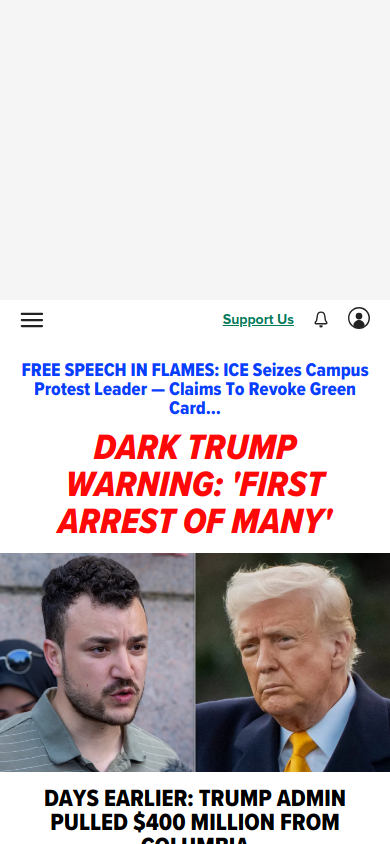 Support Us
FREE SPEECH IN FLAMES: ICE Seizes Campus
Protest Leader — Claims To Revoke Green
Card...
DARK TRUMP
WARNING: 'FIRST
ARREST OF MANY'
DAYS EARLIER: TRUMP ADMIN
PULLED $400 MILLION FROM
COLUMBIA